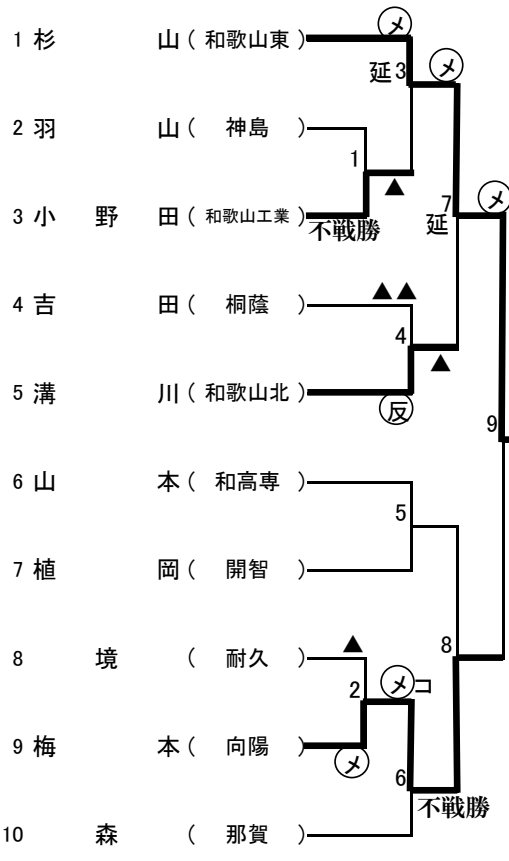 メ
1 杉 山 ( 和歌山東 )
延 3 メ
2 羽 山 ( 神島 )
1
▲
メ
7
3 小 野 田 ( 和歌山工業 )
不戦勝 延
4 吉 田 ( 桐蔭 ) ▲▲
4
▲
5 溝 川 ( 和歌山北 )
反
9
6 山 本 ( 和高専 )
5
7 植 岡 ( 開智 )
▲
8 境 ( 耐久 )
8
2 メ コ
9 梅 本 ( 向陽 )
メ
6
不戦勝
10 森 ( 那賀 )